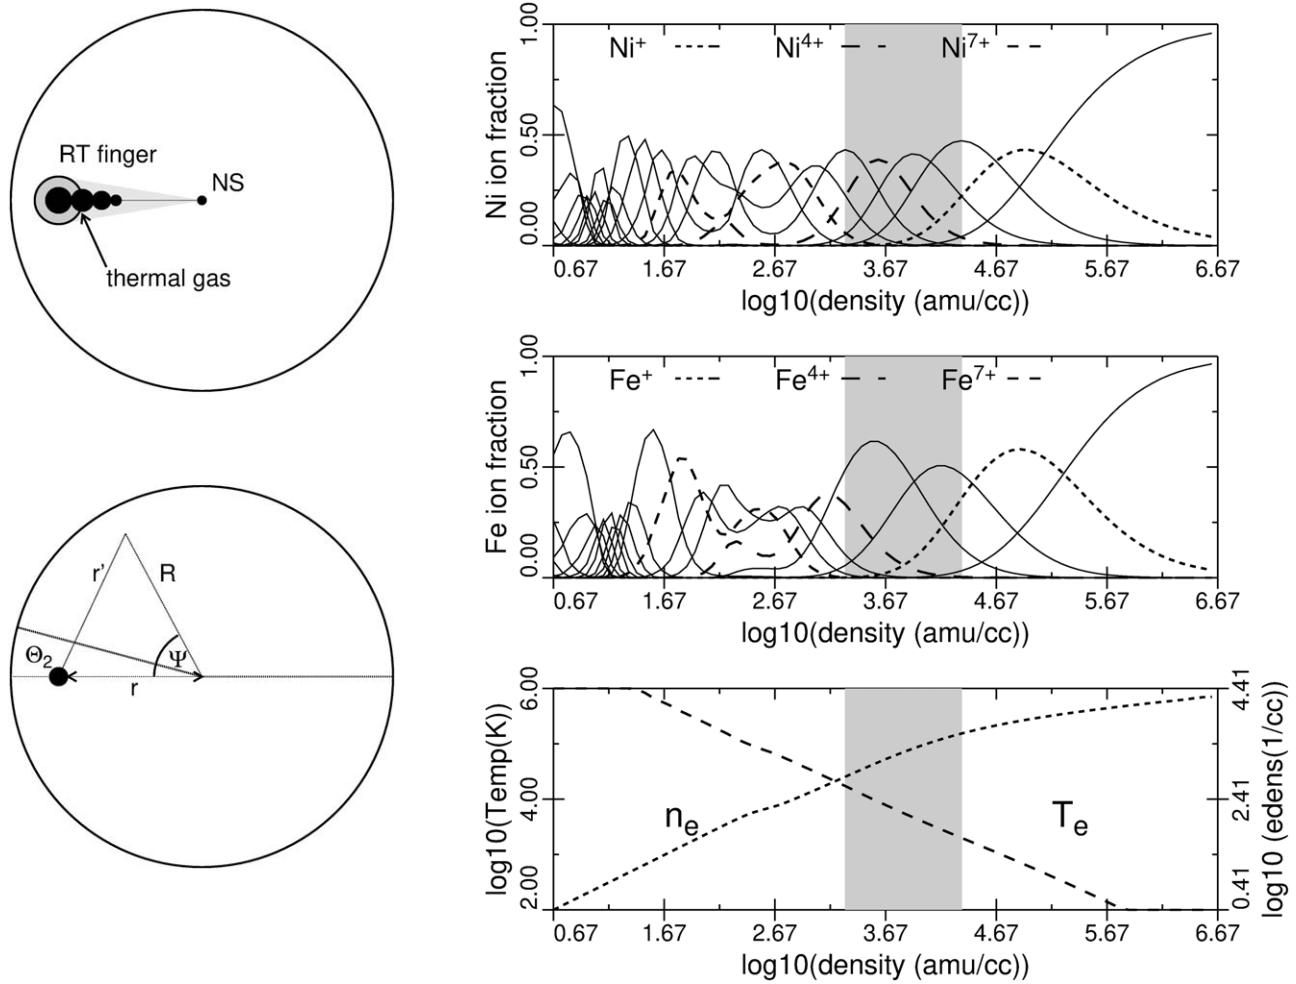 RT finger
NS
thermal gas
r'
R
Θ₂
Ψ
r
Ni ion fraction
1.00
0.50
0.00
Ni⁺
Ni⁴⁺
Ni⁷⁺
0.67 1.67 2.67 3.67 4.67 5.67 6.67
log10(density (amu/cc))
Fe ion fraction
1.00
0.50
0.00
Fe⁺
Fe⁴⁺
Fe⁷⁺
0.67 1.67 2.67 3.67 4.67 5.67 6.67
log10(density (amu/cc))
log10(Temp(K))
6.00
4.00
2.00
nₑ
Tₑ
4.41
2.41
0.41
log10 (edens(1/cc))
0.67 1.67 2.67 3.67 4.67 5.67 6.67
log10(density (amu/cc))